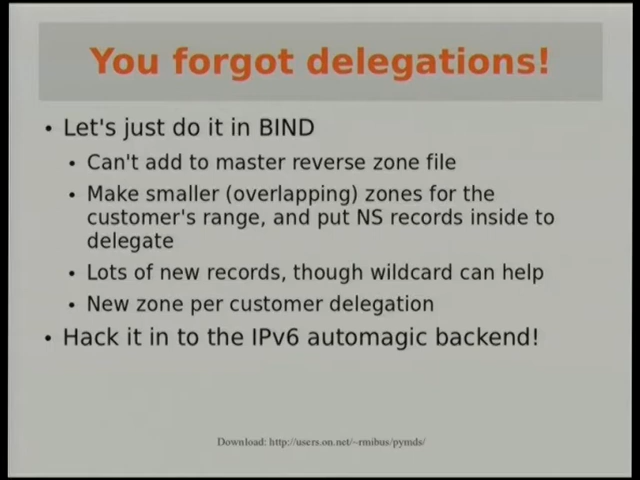 You forgot delegations!
• Let's just do it in BIND
• Can't add to master reverse zone file
• Make smaller (overlapping) zones for the
customer's range, and put NS records inside to
delegate
• Lots of new records, though wildcard can help
• New zone per customer delegation
• Hack it in to the IPv6 automagic backend!
Download: http://users.on.net/~rmibus/pymds/